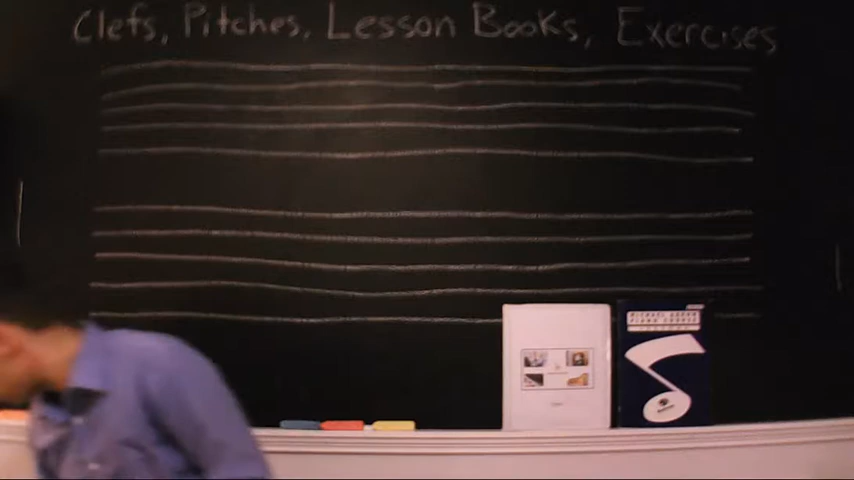 Clefs, Pitches, Lesson Books, Exercises
MICHAEL AARON
PIANO COURSE